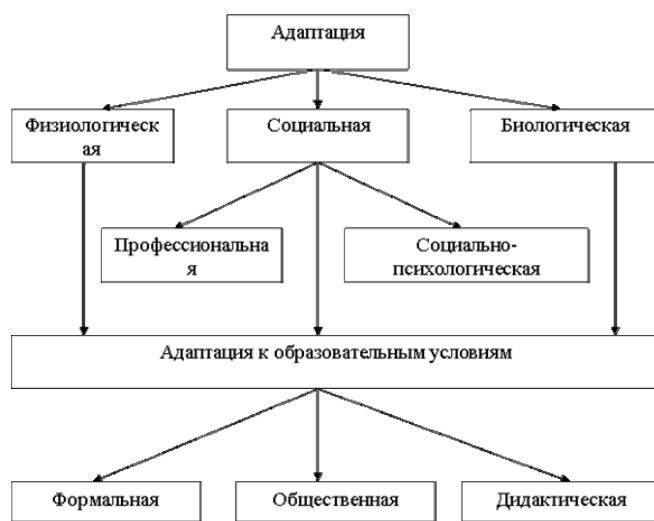 Адаптация
Физиологическ
ая
Социальная
Биологическая
Профессиональна
я
Социально-
психологическая
Адаптация к образовательным условиям
Формальная
Общественная
Дидактическая